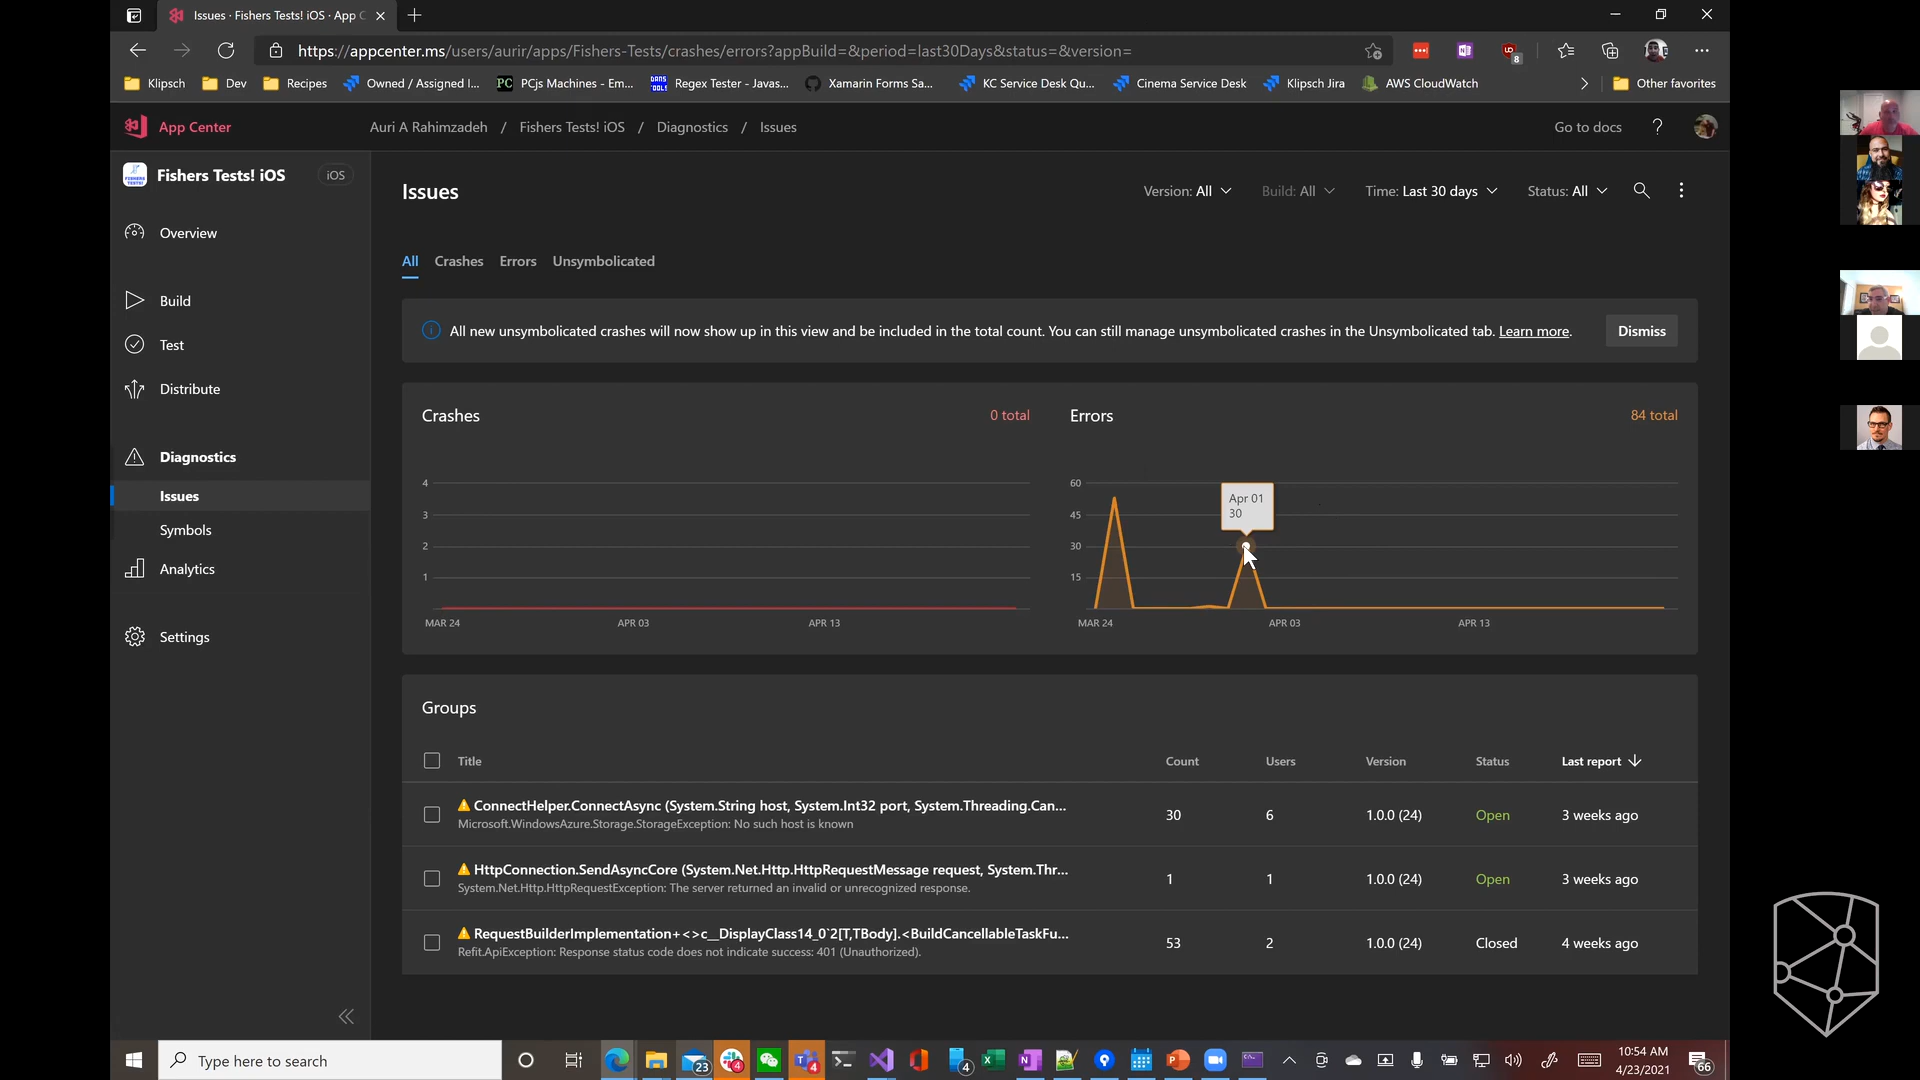 Issues · Fishers Tests! iOS · App C
https://appcenter.ms/users/aurir/apps/Fishers-Tests/crashes/errors?appBuild=&period=last30Days&status=&version=
8
Klipsch
Dev
Recipes
Owned / Assigned I...
PC
PCjs Machines - Em...
Regex Tester - Javas...
Xamarin Forms Sa...
KC Service Desk Qu...
Cinema Service Desk
Klipsch Jira
AWS CloudWatch
Other favorites
App Center
Auri A Rahimzadeh / Fishers Tests! iOS / Diagnostics / Issues
Go to docs
?
Fishers Tests! iOS
iOS
Overview
Build
Test
Distribute
Diagnostics
Issues
Symbols
Analytics
Settings
Issues
Version: All
Build: All
Time: Last 30 days
Status: All
All
Crashes
Errors
Unsymbolicated
All new unsymbolicated crashes will now show up in this view and be included in the total count. You can still manage unsymbolicated crashes in the Unsymbolicated tab. Learn more.
Dismiss
Crashes
0 total
4
3
2
1
MAR 24
APR 03
APR 13
Errors
84 total
60
45
30
15
Apr 01
30
MAR 24
APR 03
APR 13
Groups
Title
Count
Users
Version
Status
Last report
ConnectHelper.ConnectAsync (System.String host, System.Int32 port, System.Threading.Can...
Microsoft.WindowsAzure.Storage.StorageException: No such host is known
30
6
1.0.0 (24)
Open
3 weeks ago
HttpConnection.SendAsyncCore (System.Net.Http.HttpRequestMessage request, System.Thr...
System.Net.Http.HttpRequestException: The server returned an invalid or unrecognized response.
1
1
1.0.0 (24)
Open
3 weeks ago
RequestBuilderImplementation+<>c__DisplayClass14_0`2[T,TBody].<BuildCancellableTaskFu...
Refit.ApiException: Response status code does not indicate success: 401 (Unauthorized).
53
2
1.0.0 (24)
Closed
4 weeks ago
Type here to search
23
4
4
4
10:54 AM
4/23/2021
66